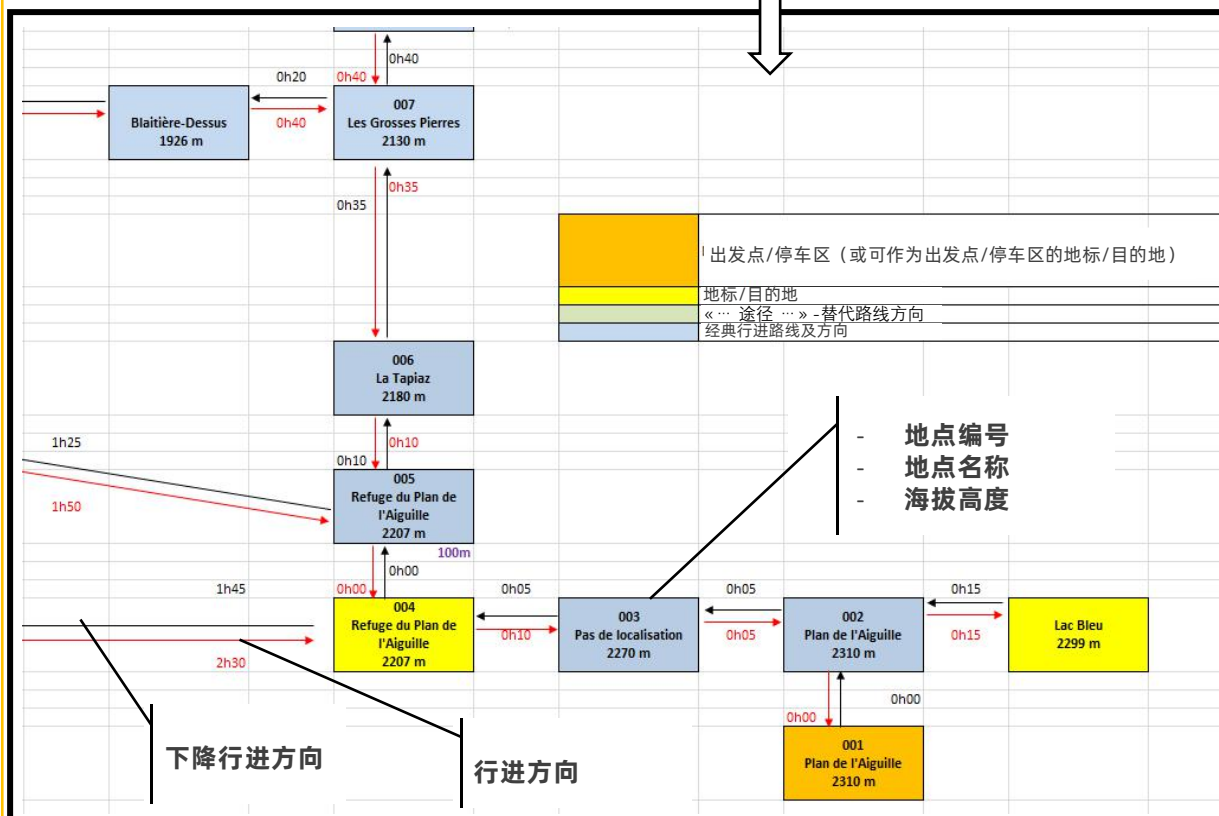 0h40
0h20
0h40
007
Les Grosses Pierres
2130 m
Blaitière-Dessus
1926 m
0h40
0h35
0h35
出发点/停车区（或可作为出发点/停车区的地标/目的地）
地标/目的地
«··· 途径 ···» -替代路线方向
经典行进路线及方向
006
La Tapiaz
2180 m
- 地点编号
- 地点名称
- 海拔高度
1h25
0h10
0h10
1h50
005
Refuge du Plan de
l'Aiguille
2207 m
100m
0h00
1h45
0h00
0h05
0h05
0h15
004
Refuge du Plan de
l'Aiguille
2207 m
0h10
003
Pas de localisation
2270 m
0h05
002
Plan de l'Aiguille
2310 m
0h15
Lac Bleu
2299 m
2h30
0h00
0h00
001
Plan de l'Aiguille
2310 m
下降行进方向
行进方向